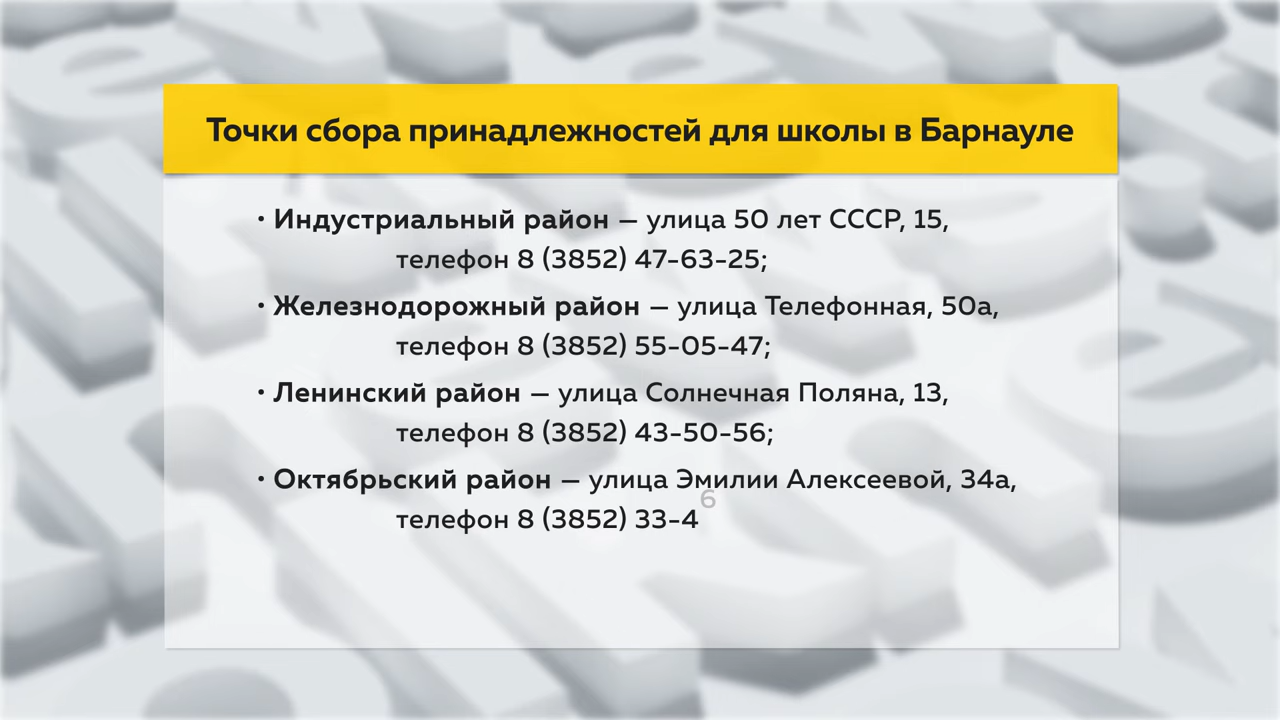 Точки сбора принадлежностей для школы в Барнауле
• Индустриальный район — улица 50 лет СССР, 15,
телефон 8 (3852) 47-63-25;
• Железнодорожный район — улица Телефонная, 50а,
телефон 8 (3852) 55-05-47;
• Ленинский район — улица Солнечная Поляна, 13,
телефон 8 (3852) 43-50-56;
• Октябрьский район — улица Эмилии Алексеевой, 34а,
телефон 8 (3852) 33-46